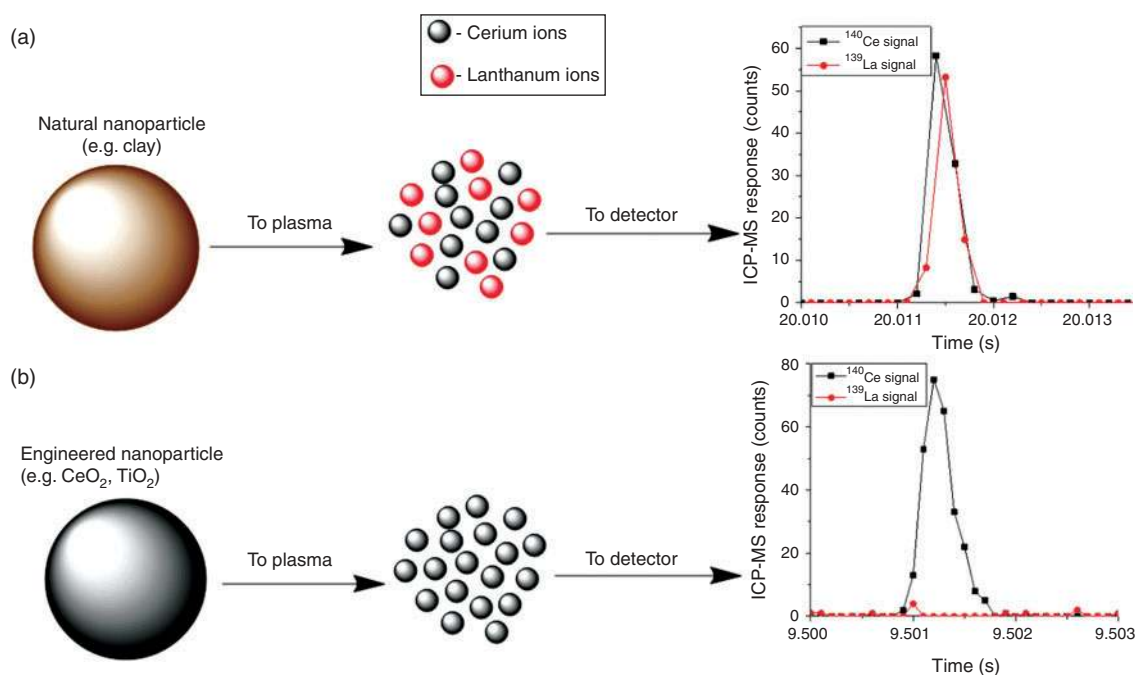 (a)
- Cerium ions
- Lanthanum ions
Natural nanoparticle
(e.g. clay)
To plasma
To detector
ICP-MS response (counts)
60
50
40
30
20
10
0
¹⁴⁰Ce signal
¹³⁹La signal
20.010 20.011 20.012 20.013
Time (s)
(b)
Engineered nanoparticle
(e.g. CeO₂, TiO₂)
To plasma
To detector
ICP-MS response (counts)
80
60
40
20
0
¹⁴⁰Ce signal
¹³⁹La signal
9.500 9.501 9.502 9.503
Time (s)